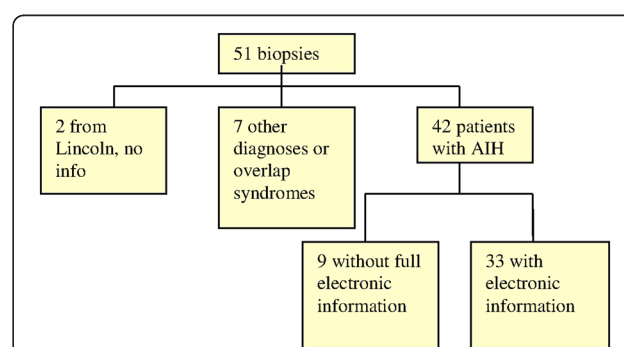 51 biopsies
2 from
Lincoln, no
info
7 other
diagnoses or
overlap
syndromes
42 patients
with AIH
9 without full
electronic
information
33 with
electronic
information